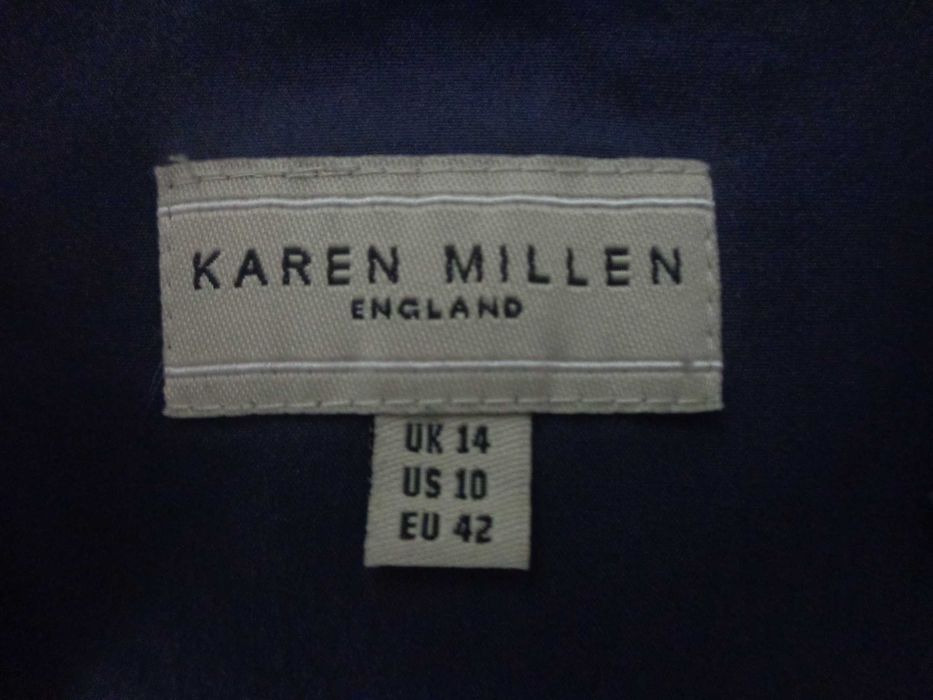 KAREN MILLEN
ENGLAND
UK 14
US 10
EU 42